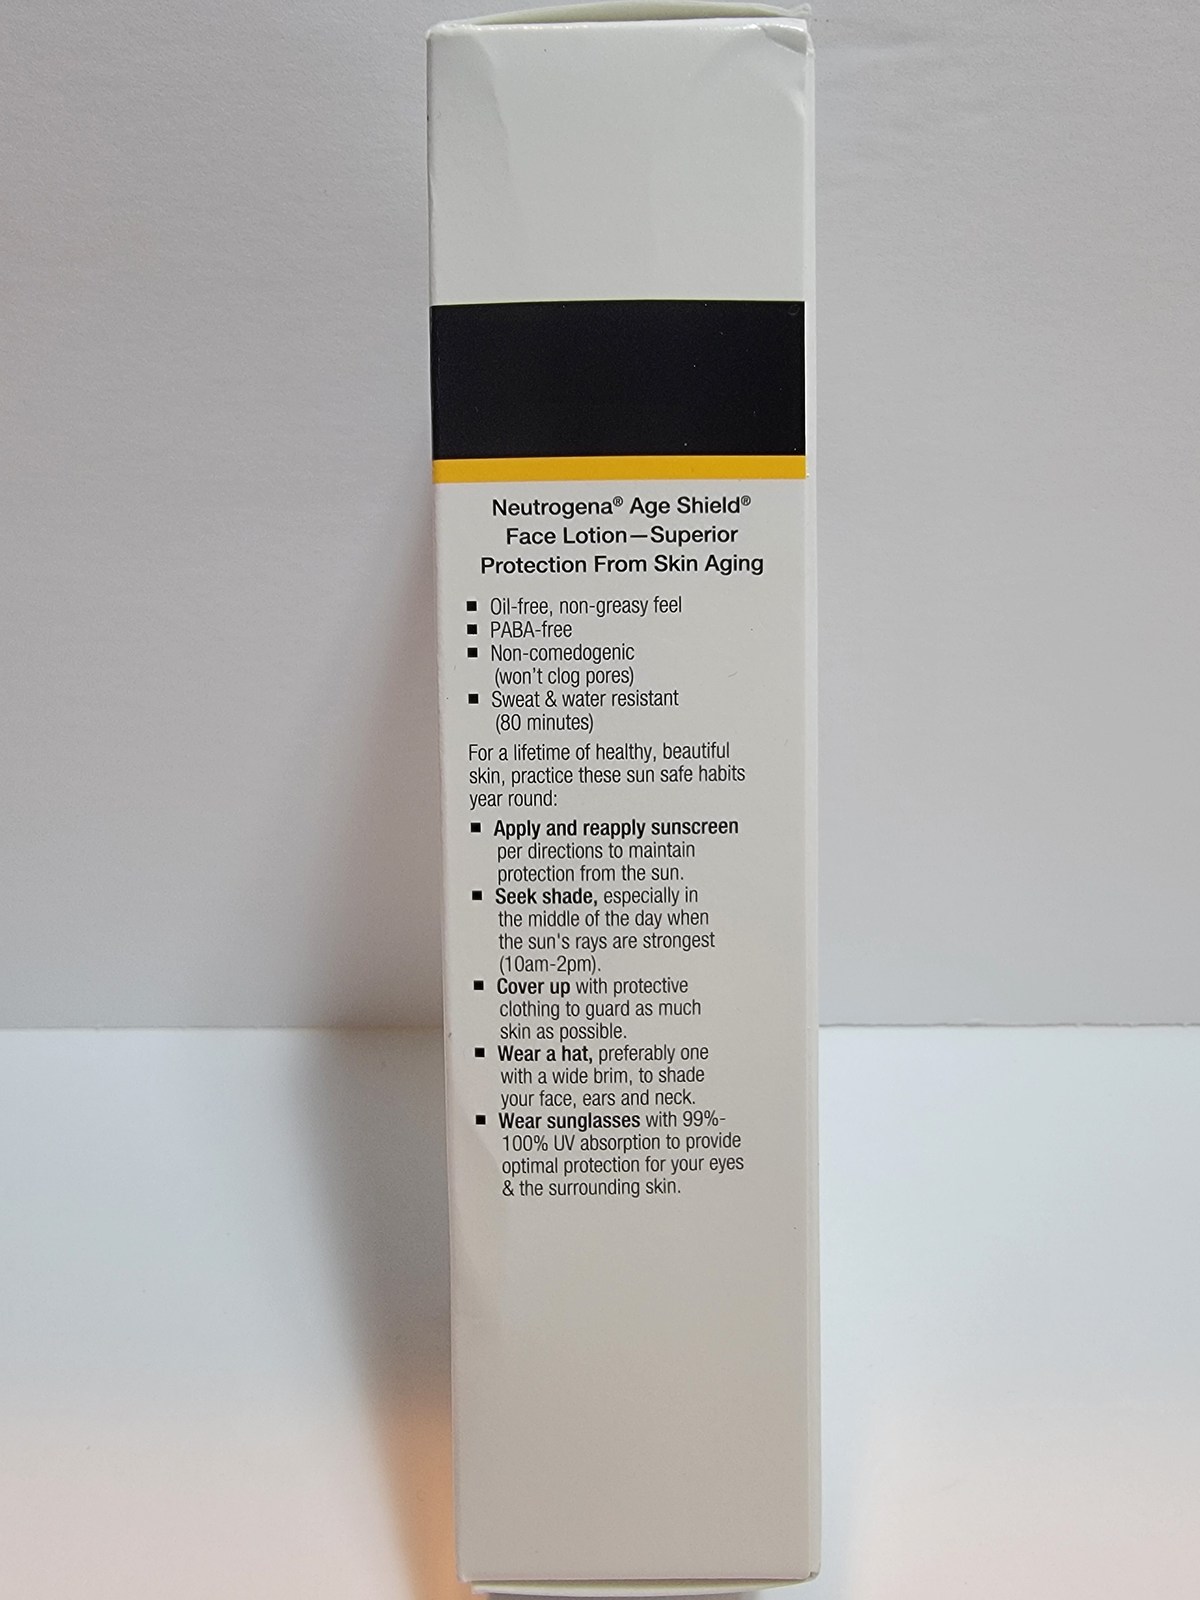 Neutrogena® Age Shield®
Face Lotion—Superior
Protection From Skin Aging
■ Oil-free, non-greasy feel
■ PABA-free
■ Non-comedogenic
(won't clog pores)
■ Sweat & water resistant
(80 minutes)
For a lifetime of healthy, beautiful
skin, practice these sun safe habits
year round:
■ Apply and reapply sunscreen
per directions to maintain
protection from the sun.
■ Seek shade, especially in
the middle of the day when
the sun's rays are strongest
(10am-2pm).
■ Cover up with protective
clothing to guard as much
skin as possible.
■ Wear a hat, preferably one
with a wide brim, to shade
your face, ears and neck.
■ Wear sunglasses with 99%-
100% UV absorption to provide
optimal protection for your eyes
& the surrounding skin.